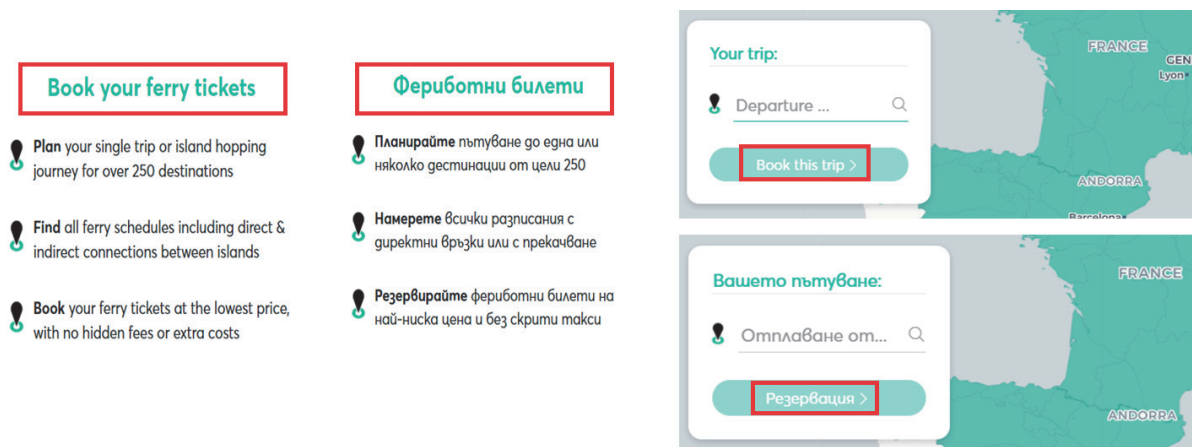 Book your ferry tickets
Plan your single trip or island hopping
journey for over 250 destinations
Find all ferry schedules including direct &
indirect connections between islands
Book your ferry tickets at the lowest price,
with no hidden fees or extra costs
Фериботни билети
Планирайте пътуване до една или
няколко дестинации от цели 250
Намерете всички разписания с
директни връзки или с прекачване
Резервирайте фериботни билети на
най-ниска цена и без скрити такси
Your trip:
Departure ...
Book this trip >
FRANCE
GEN
Lyon
ANDORRA
Barcelona
Вашето пътуване:
Отплаване от...
Резервация >
FRANCE
ANDORRA